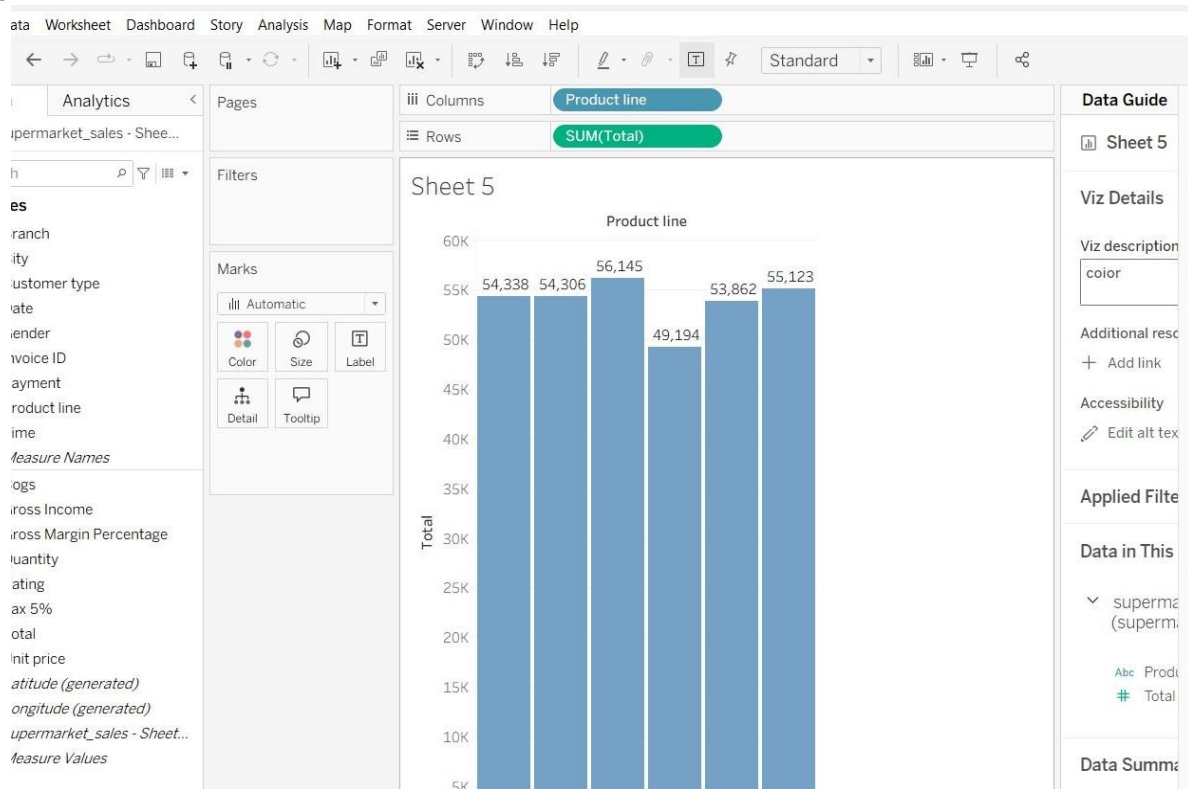 ata Worksheet Dashboard Story Analysis Map Format Server Window Help
Standard
Analytics
Pages
iii Columns
Product line
Data Guide
upermarket_sales - Shee...
Rows
SUM(Total)
Sheet 5
h
Filters
Sheet 5
es
Viz Details
ranch
Product line
ity
60K
Viz description
ustomer type
Marks
56,145
coior
ate
55K
54,338
54,306
53,862
55,123
Automatic
ender
Additional reso
nvoice ID
50K
49,194
Color
Size
Label
Add link
ayment
45K
Accessibility
roduct line
Detail
Tooltip
ime
40K
Edit alt tex
Measure Names
ogs
35K
Applied Filte
ross Income
ross Margin Percentage
Total
30K
Data in This
uantity
ating
25K
superma
ax 5%
(superma
otal
20K
nit price
Abc Produ
atitude (generated)
15K
# Total
ongitude (generated)
upermarket_sales - Sheet...
10K
Measure Values
Data Summa
5K